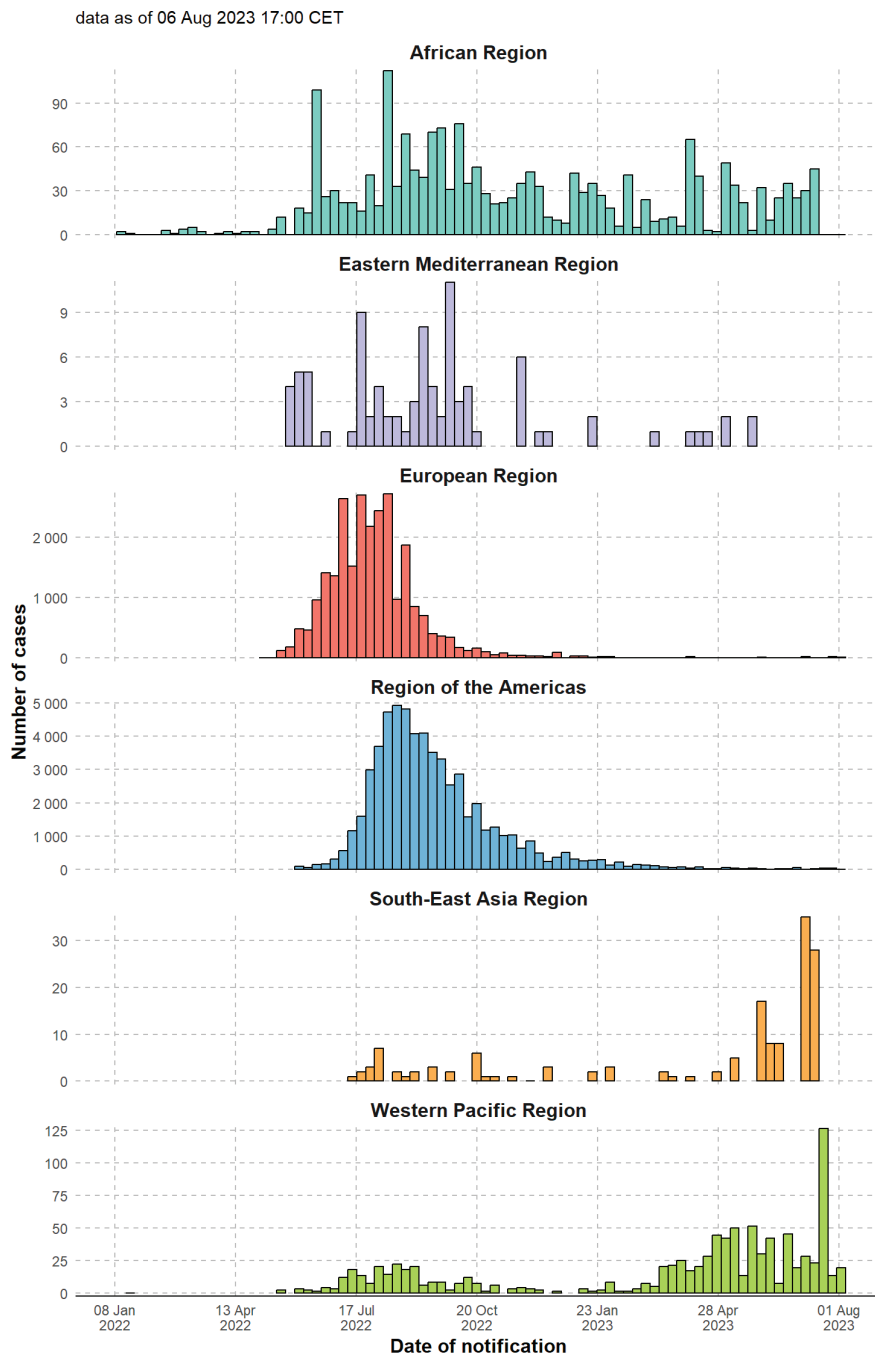 data as of 06 Aug 2023 17:00 CET
African Region
90
60
30
0
Eastern Mediterranean Region
9
6
3
0
European Region
2 000
1 000
0
Number of cases
Region of the Americas
5 000
4 000
3 000
2 000
1 000
0
South-East Asia Region
30
20
10
0
Western Pacific Region
125
100
75
50
25
0
08 Jan 13 Apr 17 Jul 20 Oct 23 Jan 28 Apr 01 Aug
2022 2022 2022 2022 2023 2023 2023
Date of notification